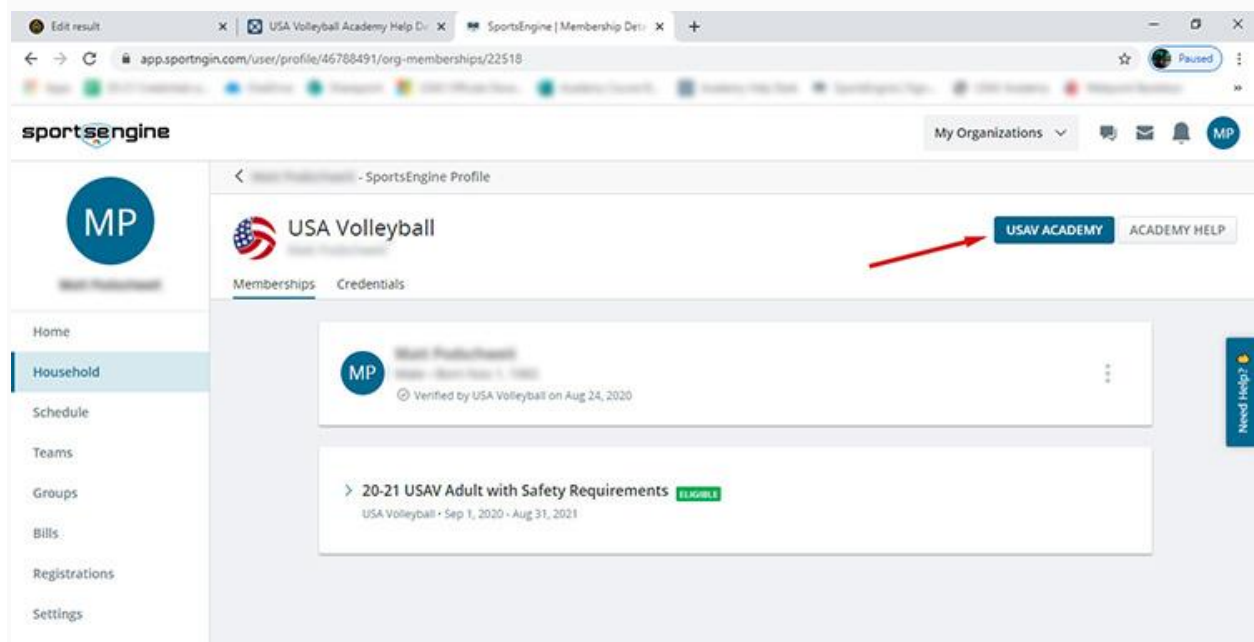 Edit result
USA Volleyball Academy Help De
SportsEngine | Membership Deta
app.sportngin.com/user/profile/46788491/org-memberships/22518
Paused
sportsengine
My Organizations
MP
MP
- SportsEngine Profile
USA Volleyball
USAV ACADEMY
ACADEMY HELP
Memberships Credentials
Home
Household
Schedule
Teams
Groups
Bills
Registrations
Settings
MP
Verified by USA Volleyball on Aug 24, 2020
20-21 USAV Adult with Safety Requirements ELIGIBLE
USA Volleyball • Sep 1, 2020 - Aug 31, 2021
Need Help?